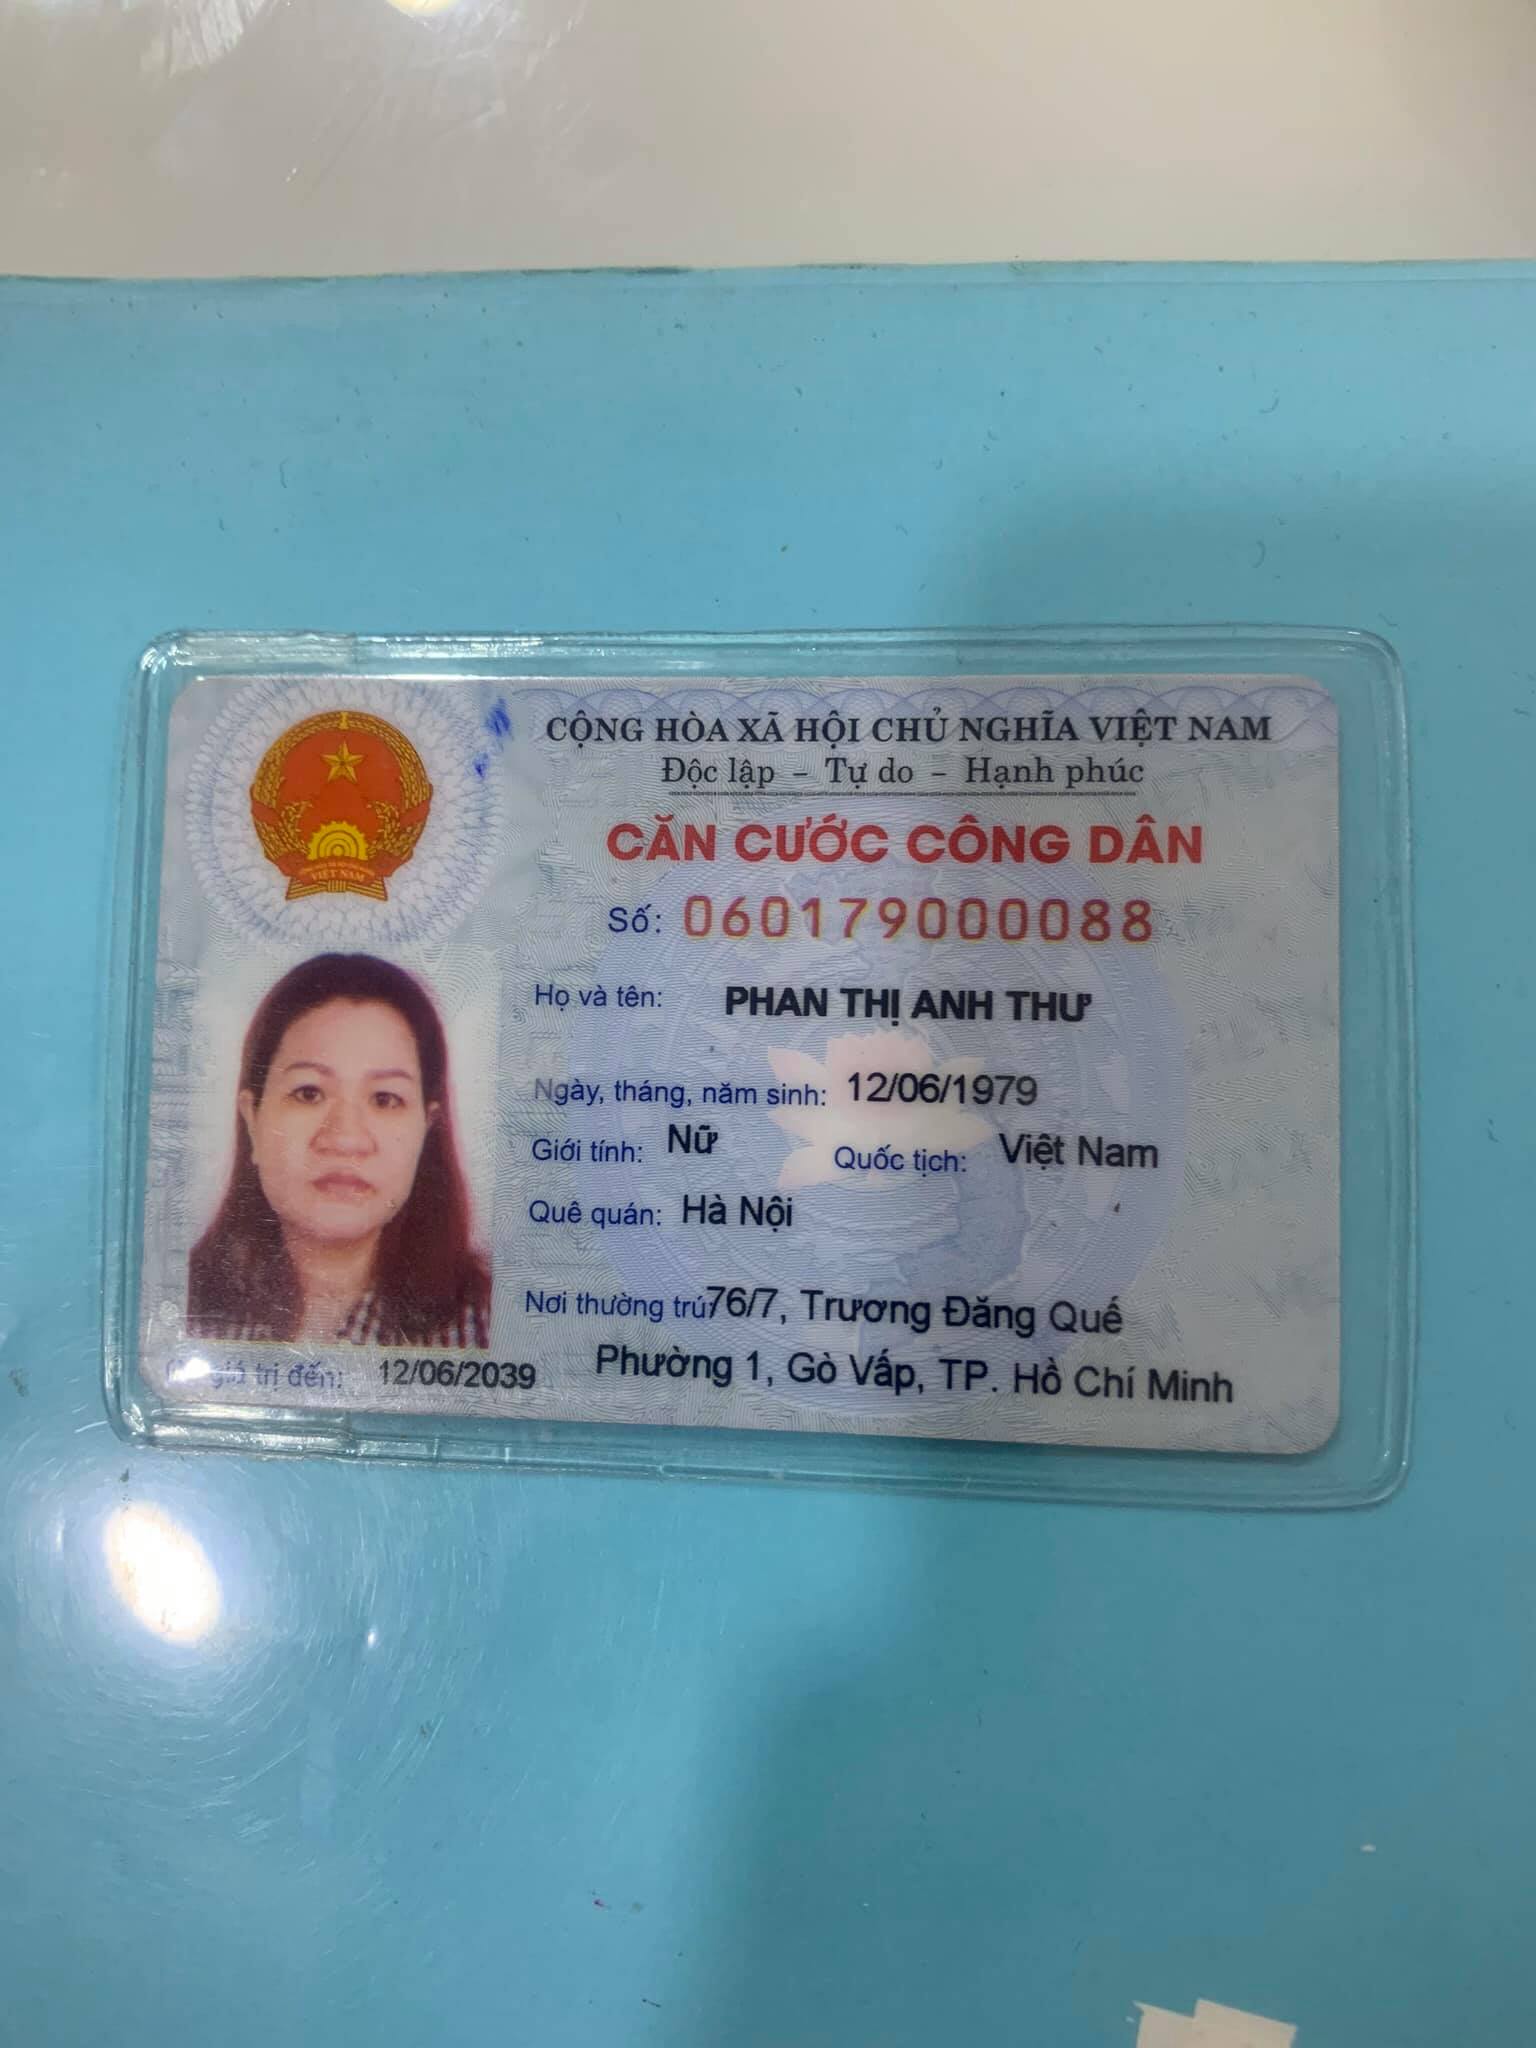 CỘNG HÒA XÃ HỘI CHỦ NGHĨA VIỆT NAM
Độc lập – Tự do – Hạnh phúc
CĂN CƯỚC CÔNG DÂN
Số: 060179000088
Họ và tên: PHAN THỊ ANH THƯ
Ngày, tháng, năm sinh: 12/06/1979
Giới tính: Nữ Quốc tịch: Việt Nam
Quê quán: Hà Nội
Nơi thường trú: 76/7, Trương Đăng Quế
Phường 1, Gò Vấp, TP. Hồ Chí Minh
giá trị đến: 12/06/2039
VIỆT NAM